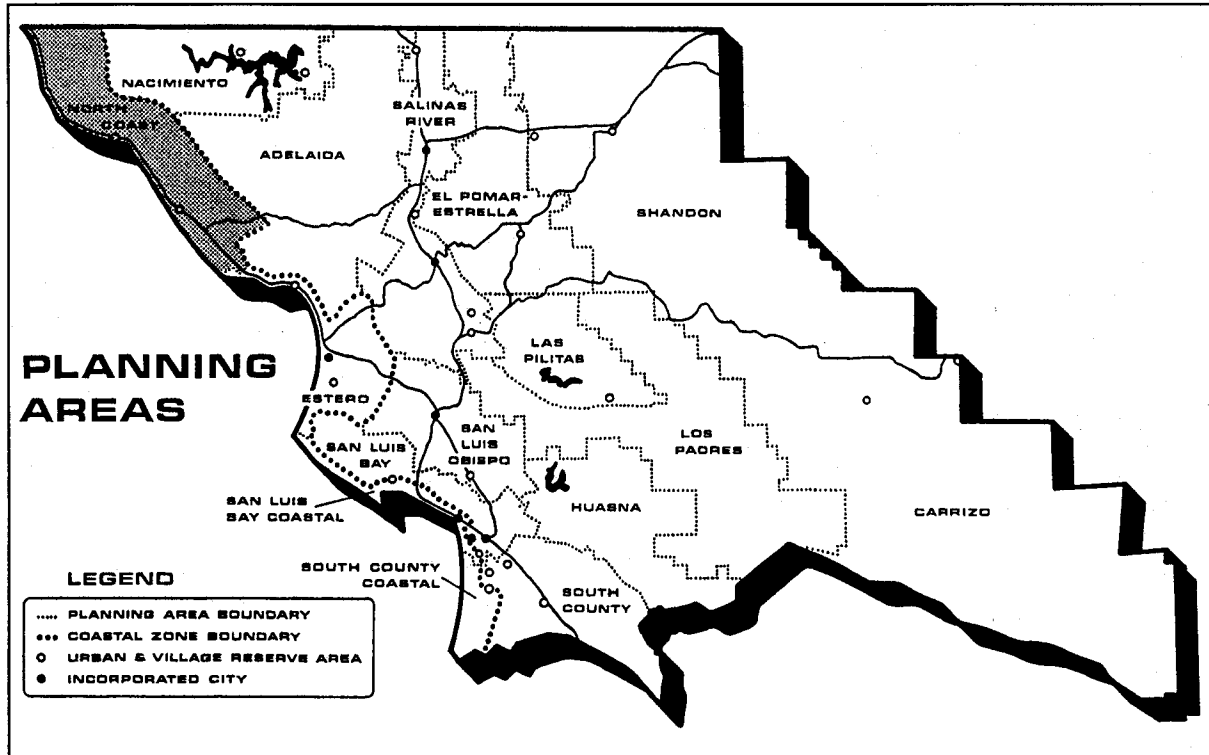 NACIMIENTO
NORTH
COAST
SALINAS
RIVER
ADELAIDA
EL POMAR-
ESTRELLA
SHANDON
PLANNING
AREAS
LAS
PILITAS
ESTERO
SAN LUIS
BAY
SAN
LUIS
OBISPO
LOS
PADRES
SAN LUIS
BAY COASTAL
HUASNA
CARRIZO
SOUTH COUNTY
COASTAL
SOUTH
COUNTY
LEGEND
PLANNING AREA BOUNDARY
COASTAL ZONE BOUNDARY
URBAN & VILLAGE RESERVE AREA
INCORPORATED CITY